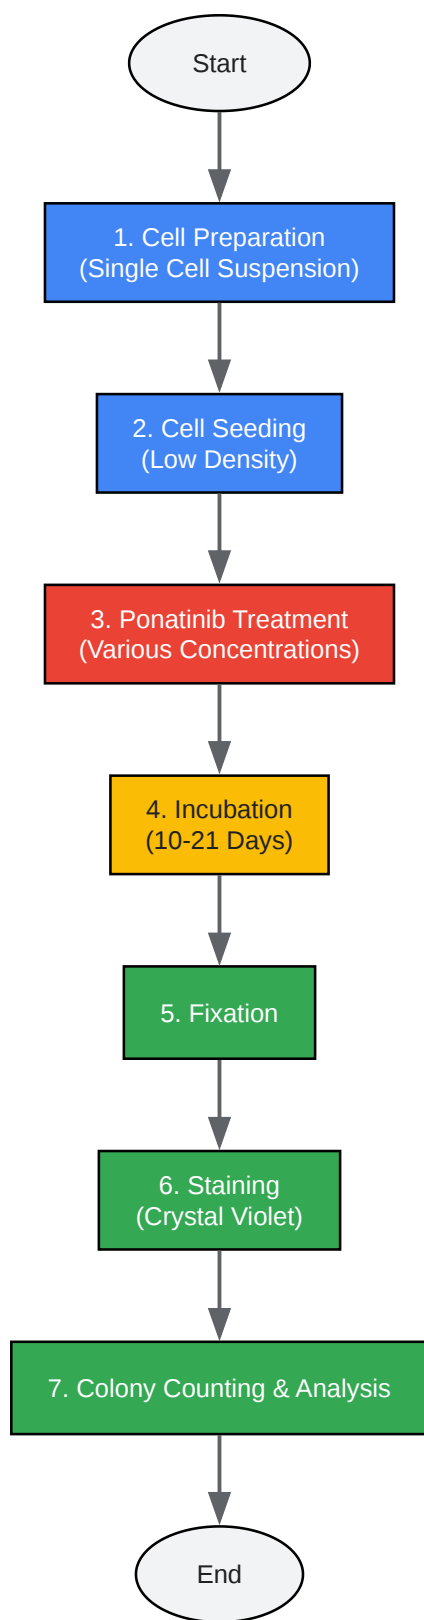 Start
1. Cell Preparation
(Single Cell Suspension)
2. Cell Seeding
(Low Density)
3. Ponatinib Treatment
(Various Concentrations)
4. Incubation
(10-21 Days)
5. Fixation
6. Staining
(Crystal Violet)
7. Colony Counting & Analysis
End